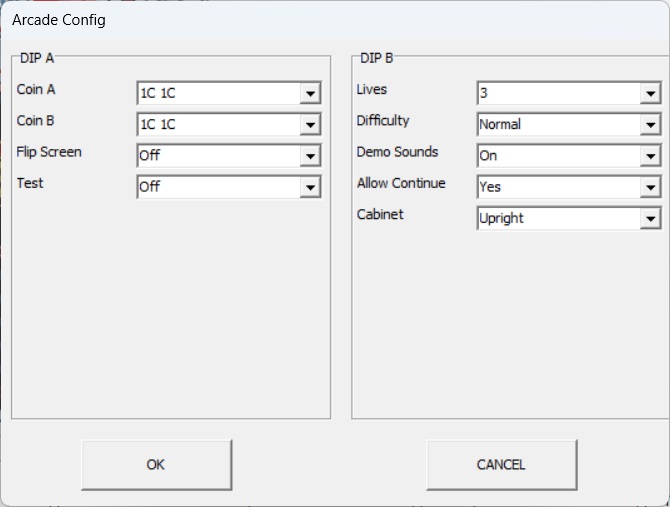 Arcade Config
DIP A
Coin A 1C 1C
Coin B 1C 1C
Flip Screen Off
Test Off
DIP B
Lives 3
Difficulty Normal
Demo Sounds On
Allow Continue Yes
Cabinet Upright
OK
CANCEL